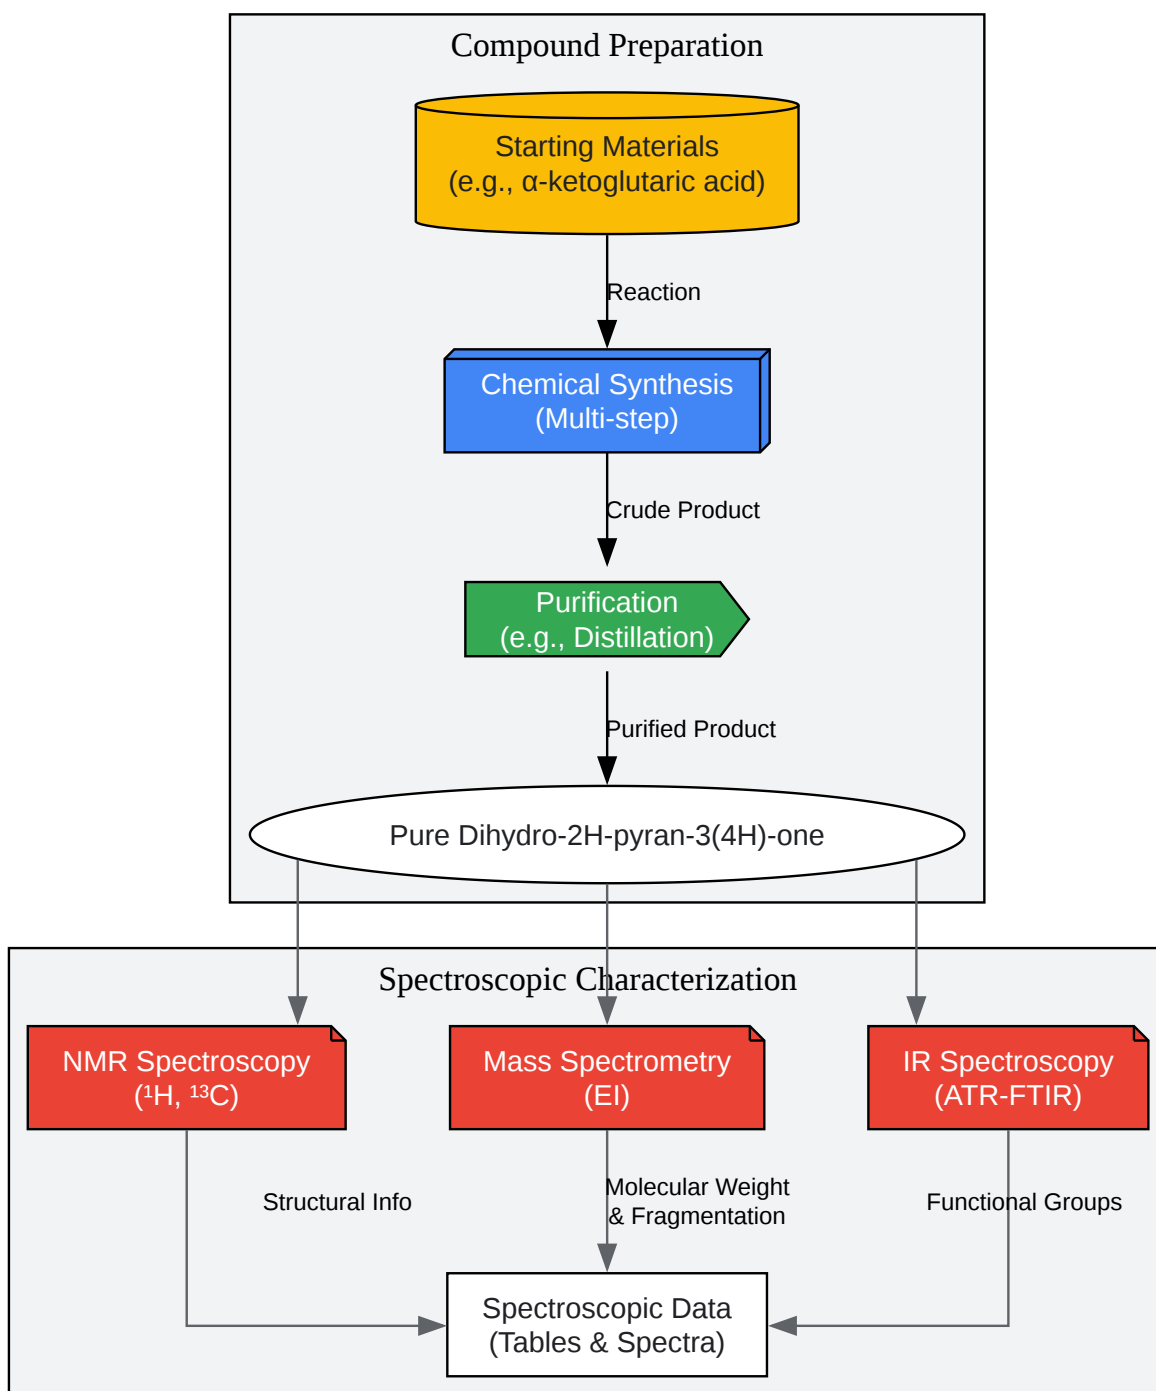 Compound Preparation
Starting Materials
(e.g., α-ketoglutaric acid)
Reaction
Chemical Synthesis
(Multi-step)
Crude Product
Purification
(e.g., Distillation)
Purified Product
Pure Dihydro-2H-pyran-3(4H)-one
Spectroscopic Characterization
NMR Spectroscopy
(¹H, ¹³C)
Mass Spectrometry
(EI)
IR Spectroscopy
(ATR-FTIR)
Structural Info
Molecular Weight
& Fragmentation
Functional Groups
Spectroscopic Data
(Tables & Spectra)